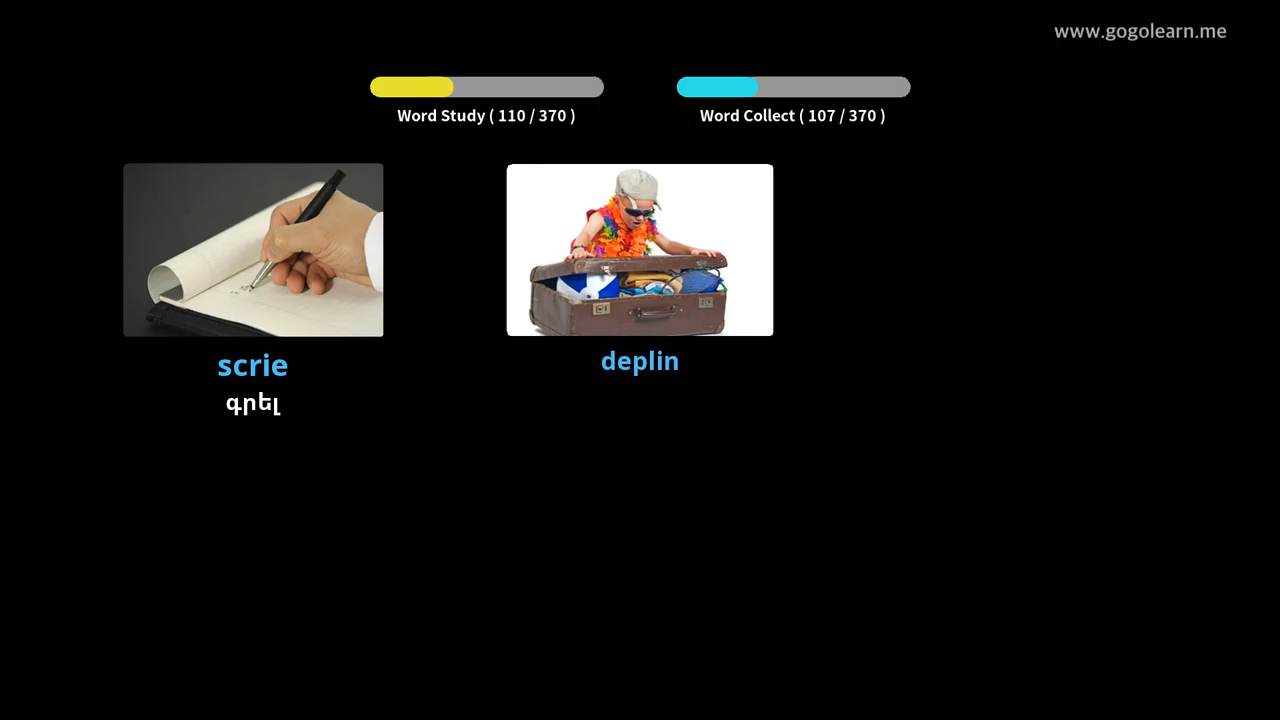 www.gogolearn.me
Word Study ( 110 / 370 )
Word Collect ( 107 / 370 )
scrie
գրել
deplin